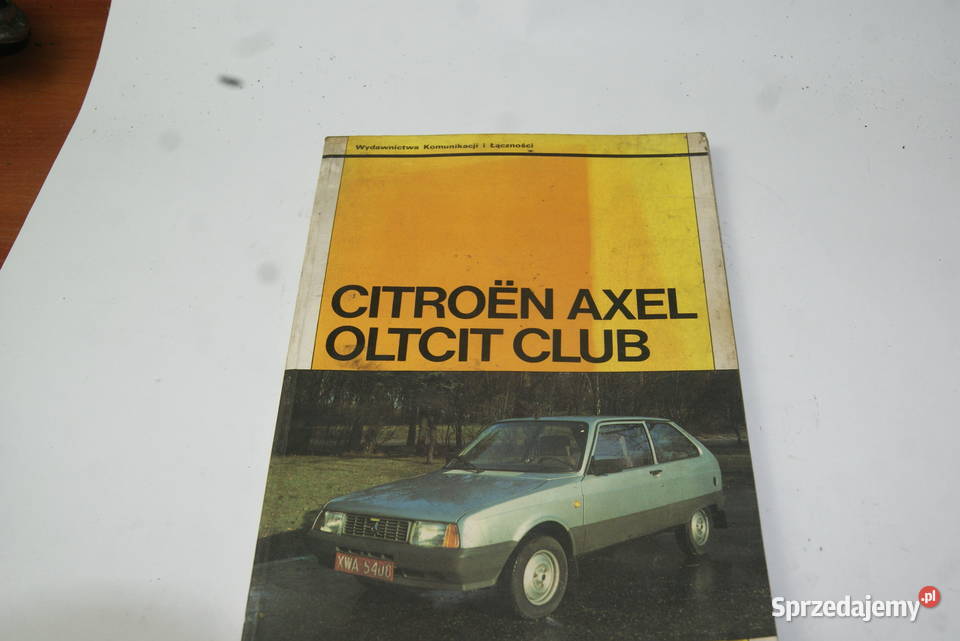 Wydawnictwa Komunikacji i Łączności
CITROËN AXEL
OLTCIT CLUB
XWA 5400
Sprzedajemy.pl